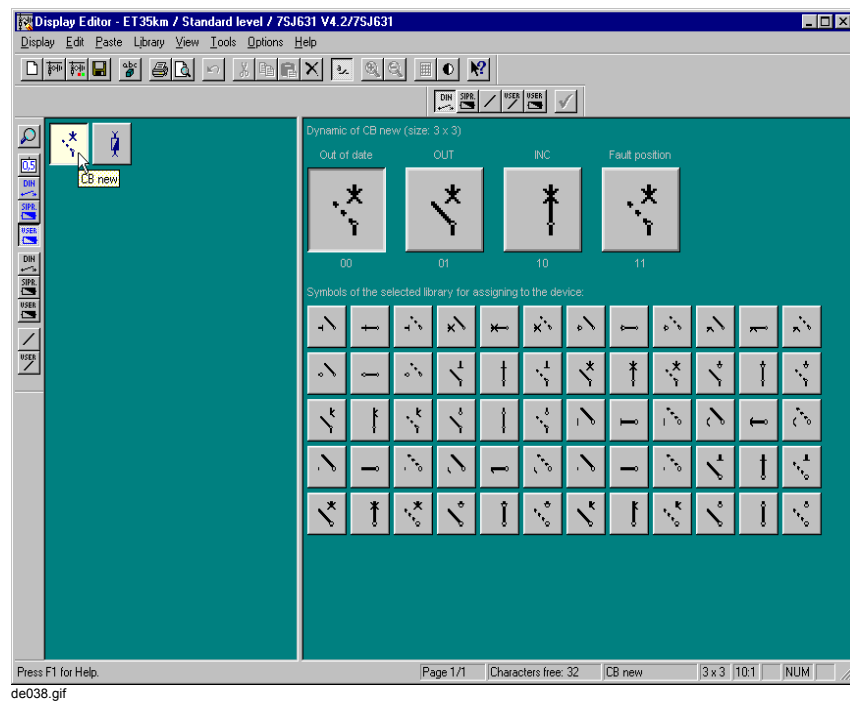 Display Editor - ET35km / Standard level / 7SJ631 V4.2/7SJ631
Display Edit Paste Library View Tools Options Help
abc
DIN SIPR. USER USER
0,5
DIN
SIPR.
USER
DIN
SIPR.
USER
USER
CB new
Dynamic of CB new (size: 3 x 3)
Out of date OUT INC Fault position
00 01 10 11
Symbols of the selected library for assigning to the device:
Press F1 for Help. Page 1/1 Characters free: 32 CB new 3 x 3 10:1 NUM
de038.gif